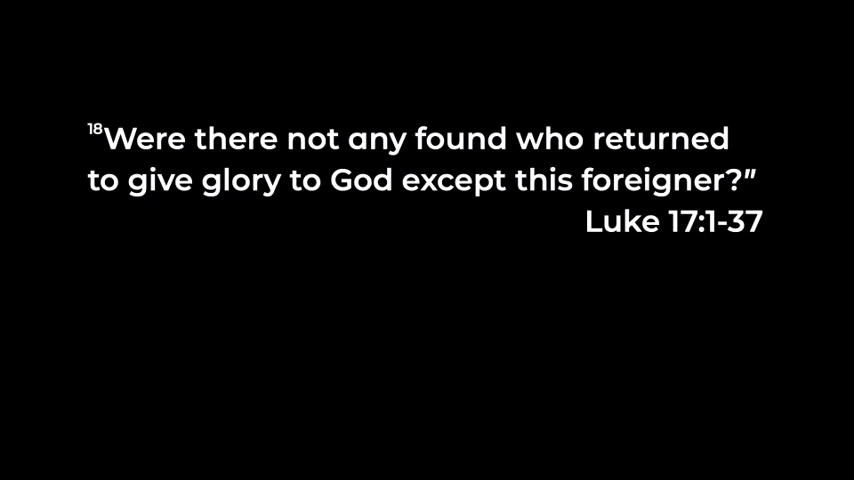 18Were there not any found who returned
to give glory to God except this foreigner?”
Luke 17:1-37